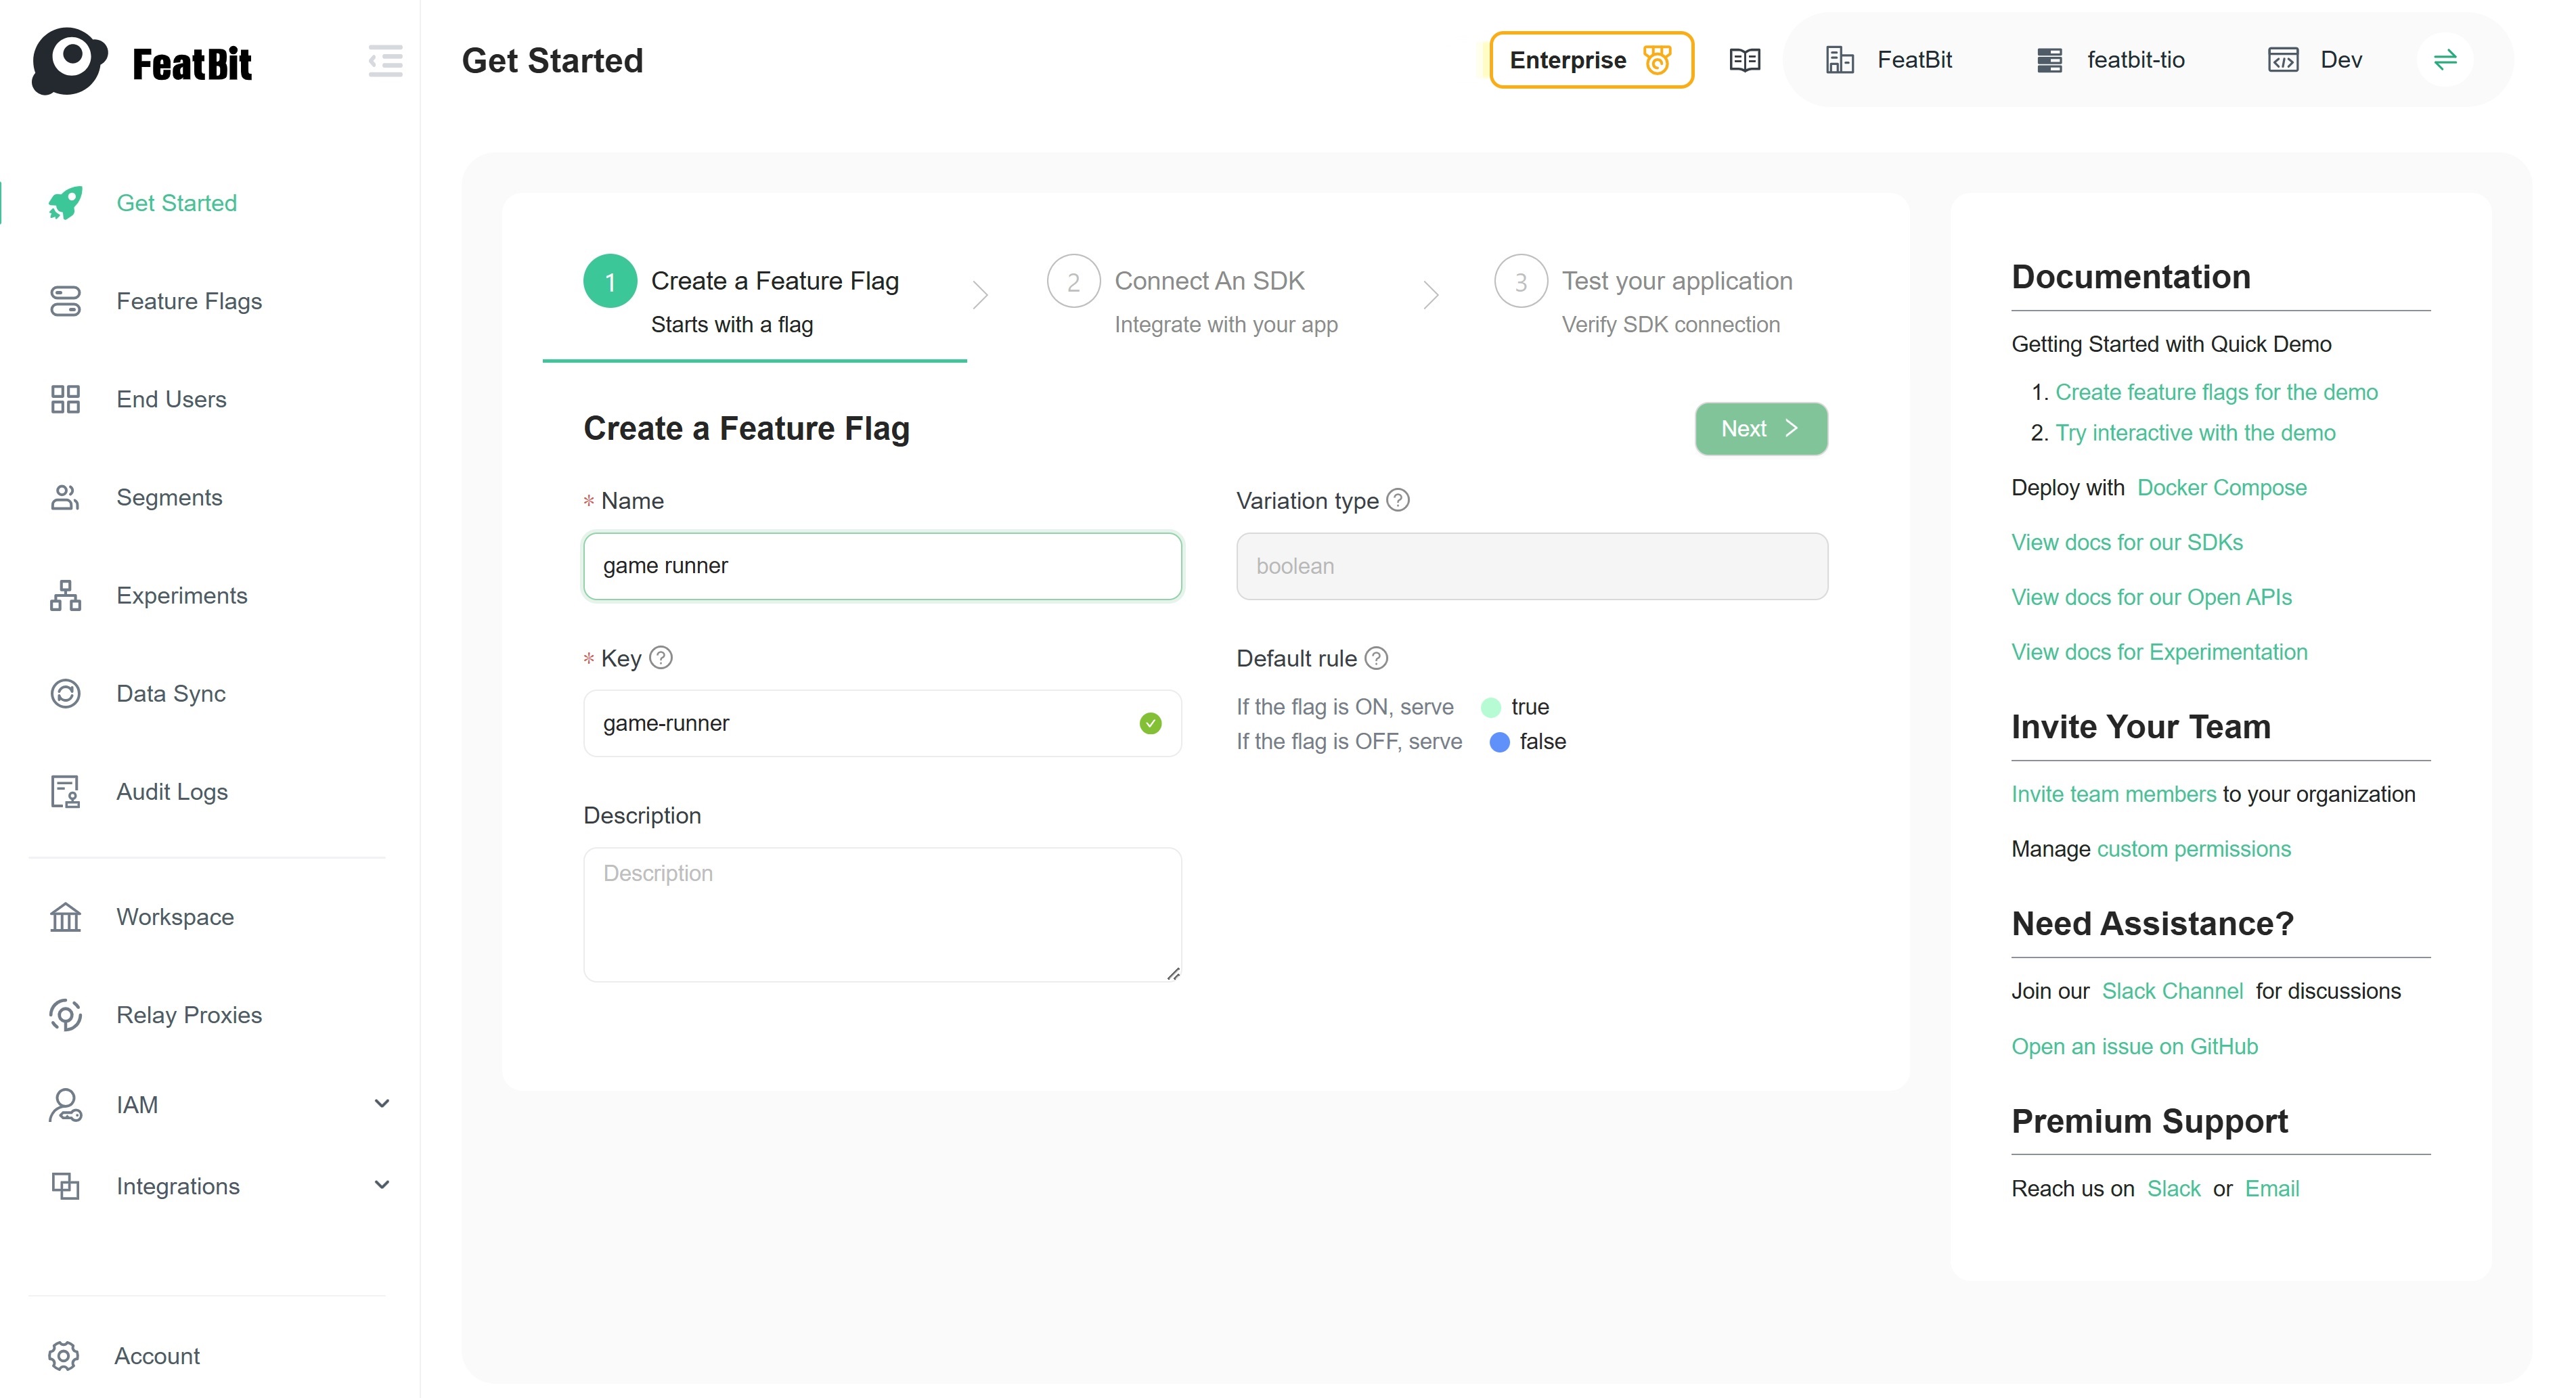 FeatBit
Get Started
Enterprise
FeatBit
featbit-tio
Dev
Get Started
Feature Flags
End Users
Segments
Experiments
Data Sync
Audit Logs
Workspace
Relay Proxies
IAM
Integrations
Account
1 Create a Feature Flag
Starts with a flag
2 Connect An SDK
Integrate with your app
3 Test your application
Verify SDK connection
Create a Feature Flag
Next
* Name
game runner
Variation type ?
boolean
* Key ?
game-runner
Default rule ?
If the flag is ON, serve true
If the flag is OFF, serve false
Description
Description
Documentation
Getting Started with Quick Demo
1. Create feature flags for the demo
2. Try interactive with the demo
Deploy with Docker Compose
View docs for our SDKs
View docs for our Open APIs
View docs for Experimentation
Invite Your Team
Invite team members to your organization
Manage custom permissions
Need Assistance?
Join our Slack Channel for discussions
Open an issue on GitHub
Premium Support
Reach us on Slack or Email